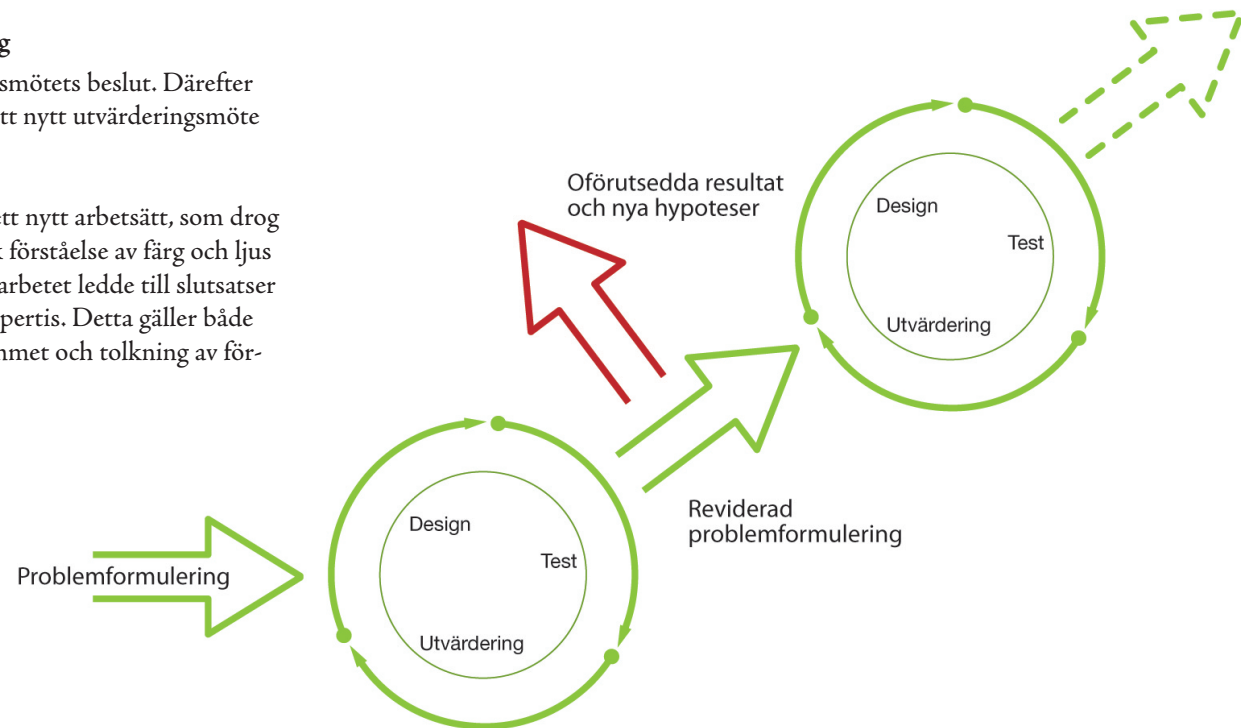 g
smötets beslut. Därefter
tt nytt utvärderingsmöte
ett nytt arbetsätt, som drog
k förståelse av färg och ljus
arbetet ledde till slutsatser
pertis. Detta gäller både
mmet och tolkning av för-
Oförutsedda resultat
och nya hypoteser
Design
Test
Utvärdering
Reviderad
problemformulering
Problemformulering
Design
Test
Utvärdering